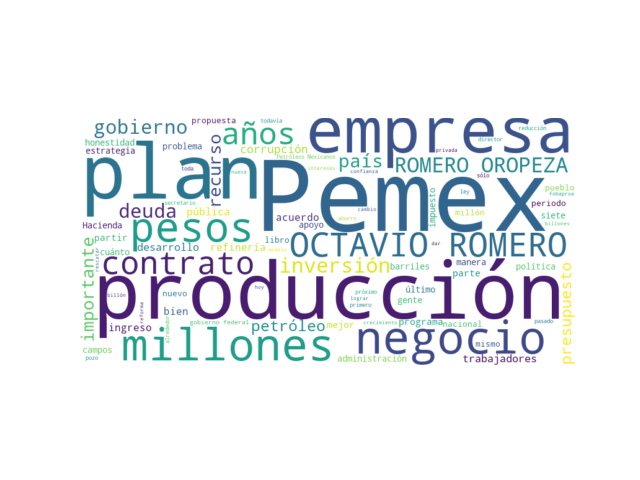 todavía
propuesta
gobierno
empresa
honestidad
años
recurso
corrupción
problema
reducción
director
privada
estrategia
plan
Petróleos Mexicanos
país
ROMERO OROPEZA
confianza
toda
nueva
intereses
sólo
Pemex
impuesto
ley
millón
pueblo
Fobaproa
secretario
deuda
pública
acuerdo
apoyo
ahorro
cambio
periodo
siete
billones
Hacienda
pesos
libro
OCTAVIO ROMERO
dar
partir
cuánto
desarrollo
refinería
manera
parte
política
importante
contrato
inversión
barriles
último
gente
presupuesto
producción
hoy
billón
nuevo
próximo
lograr
primero
bien
reforma
gobierno federal
crecimiento
programa
nacional
pasado
ingreso
petróleo
mejor
millones
negocio
mismo
campos
pozo
administración
trabajadores